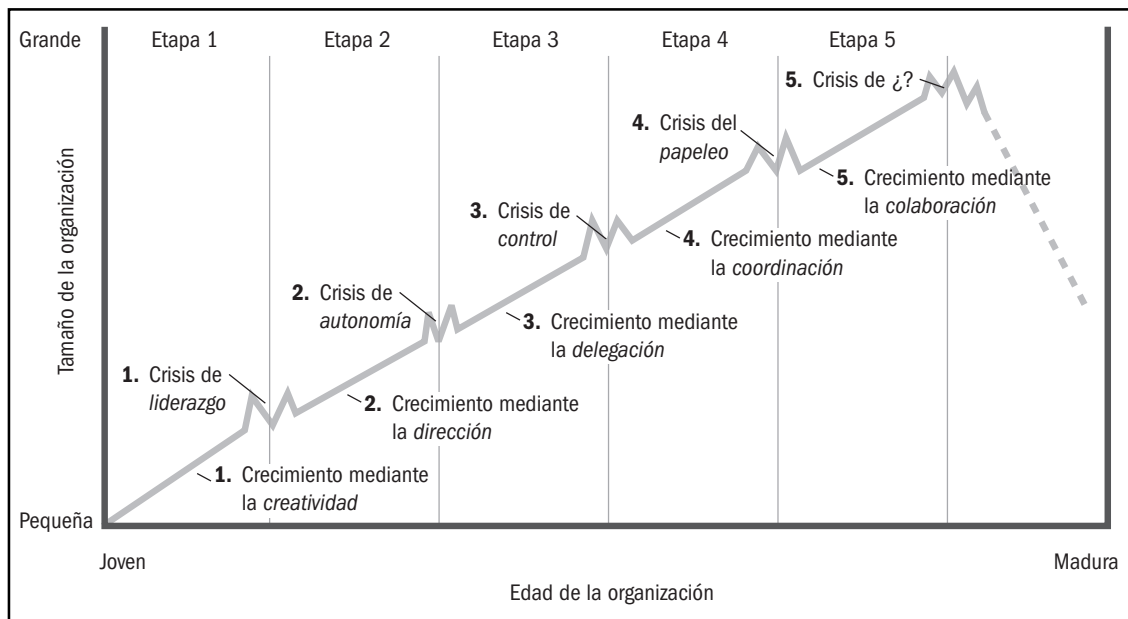 Grande
Etapa 1
Etapa 2
Etapa 3
Etapa 4
Etapa 5
5. Crisis de ¿?
4. Crisis del
papeleo
5. Crecimiento mediante
la colaboración
3. Crisis de
control
4. Crecimiento mediante
la coordinación
2. Crisis de
autonomía
3. Crecimiento mediante
la delegación
1. Crisis de
liderazgo
2. Crecimiento mediante
la dirección
1. Crecimiento mediante
la creatividad
Tamaño de la organización
Pequeña
Joven
Madura
Edad de la organización